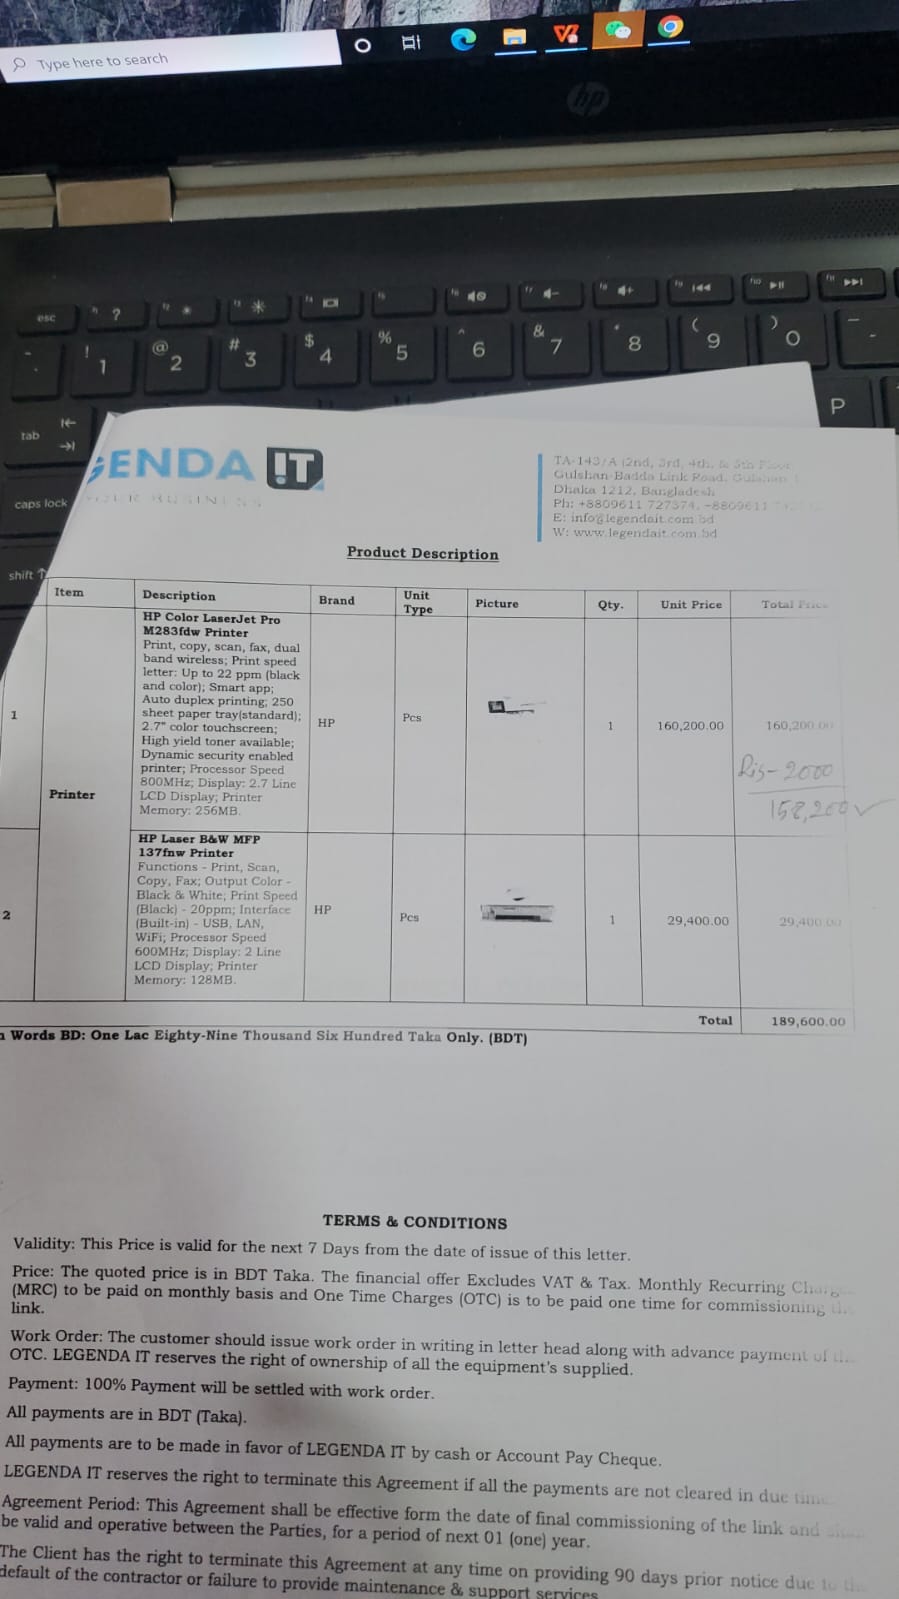 Type here to search
hp
esc
?
! 1
@ 2
# 3
$ 4
% 5
^ 6
& 7
* 8
( 9
) 0
tab
P
caps lock
shift
GENDA !T
YOUR BUSINESS
TA-143/A (2nd, 3rd, 4th, & 5th Floor
Gulshan-Badda Link Road, Gulshan 1
Dhaka 1212, Bangladesh
Ph: +8809611 727374, +8809611
E: info@legendait.com.bd
W: www.legendait.com.bd
Product Description
Item Description Brand Unit Type Picture Qty. Unit Price Total Price
HP Color LaserJet Pro
M283fdw Printer
Print, copy, scan, fax, dual
band wireless; Print speed
letter: Up to 22 ppm (black
and color); Smart app;
Auto duplex printing; 250
sheet paper tray(standard);
1 Printer 2.7" color touchscreen; HP Pcs 1 160,200.00 160,200.00
High yield toner available;
Dynamic security enabled
printer; Processor Speed
800MHz; Display: 2.7 Line
LCD Display; Printer
Memory: 256MB.
Dis-2000
158,200
HP Laser B&W MFP
137fnw Printer
Functions - Print, Scan,
Copy, Fax; Output Color -
Black & White; Print Speed
2 (Black) - 20ppm; Interface HP Pcs 1 29,400.00 29,400.00
(Built-in) - USB, LAN,
WiFi; Processor Speed
600MHz; Display: 2 Line
LCD Display; Printer
Memory: 128MB.
Total 189,600.00
n Words BD: One Lac Eighty-Nine Thousand Six Hundred Taka Only. (BDT)
TERMS & CONDITIONS
Validity: This Price is valid for the next 7 Days from the date of issue of this letter.
Price: The quoted price is in BDT Taka. The financial offer Excludes VAT & Tax. Monthly Recurring Charge
(MRC) to be paid on monthly basis and One Time Charges (OTC) is to be paid one time for commissioning the
link.
Work Order: The customer should issue work order in writing in letter head along with advance payment of the
OTC. LEGENDA IT reserves the right of ownership of all the equipment's supplied.
Payment: 100% Payment will be settled with work order.
All payments are in BDT (Taka).
All payments are to be made in favor of LEGENDA IT by cash or Account Pay Cheque.
LEGENDA IT reserves the right to terminate this Agreement if all the payments are not cleared in due time.
Agreement Period: This Agreement shall be effective form the date of final commissioning of the link and shall
be valid and operative between the Parties, for a period of next 01 (one) year.
The Client has the right to terminate this Agreement at any time on providing 90 days prior notice due to the
default of the contractor or failure to provide maintenance & support services